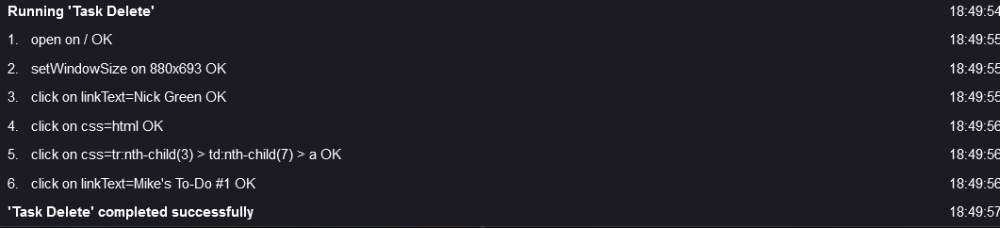 Running 'Task Delete' 18:49:54
1. open on / OK 18:49:55
2. setWindowSize on 880x693 OK 18:49:55
3. click on linkText=Nick Green OK 18:49:55
4. click on css=html OK 18:49:56
5. click on css=tr:nth-child(3) > td:nth-child(7) > a OK 18:49:56
6. click on linkText=Mike's To-Do #1 OK 18:49:56
'Task Delete' completed successfully 18:49:57